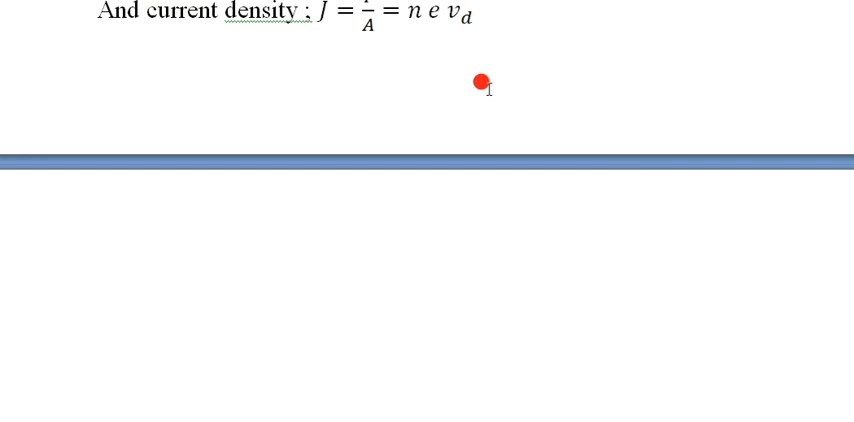 And current density ; J = I/A = n e v_d